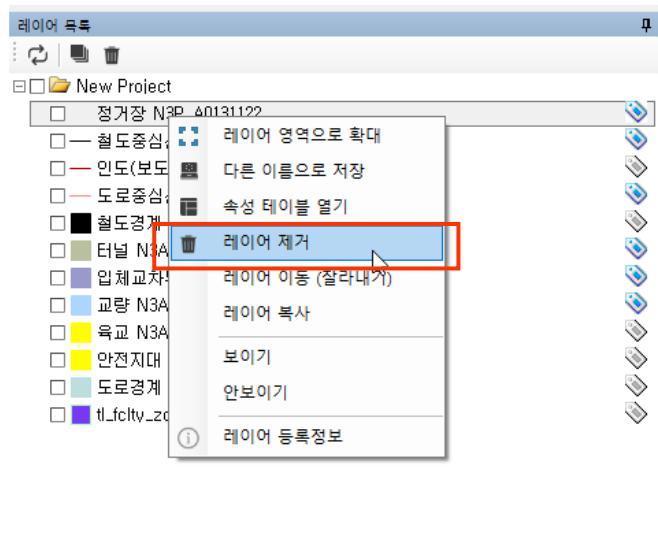 레이어 목록
New Project
정거장 N3P_A0131122
레이어 영역으로 확대
철도중심
다른 이름으로 저장
인도(보도
도로중심
속성 테이블 열기
철도경계
레이어 제거
터널 N3A
입체교차
레이어 이동 (잘라내기)
교량 N3A
레이어 복사
육교 N3A
안전지대
보이기
도로경계
안보이기
tl_fclty_zo
레이어 등록정보